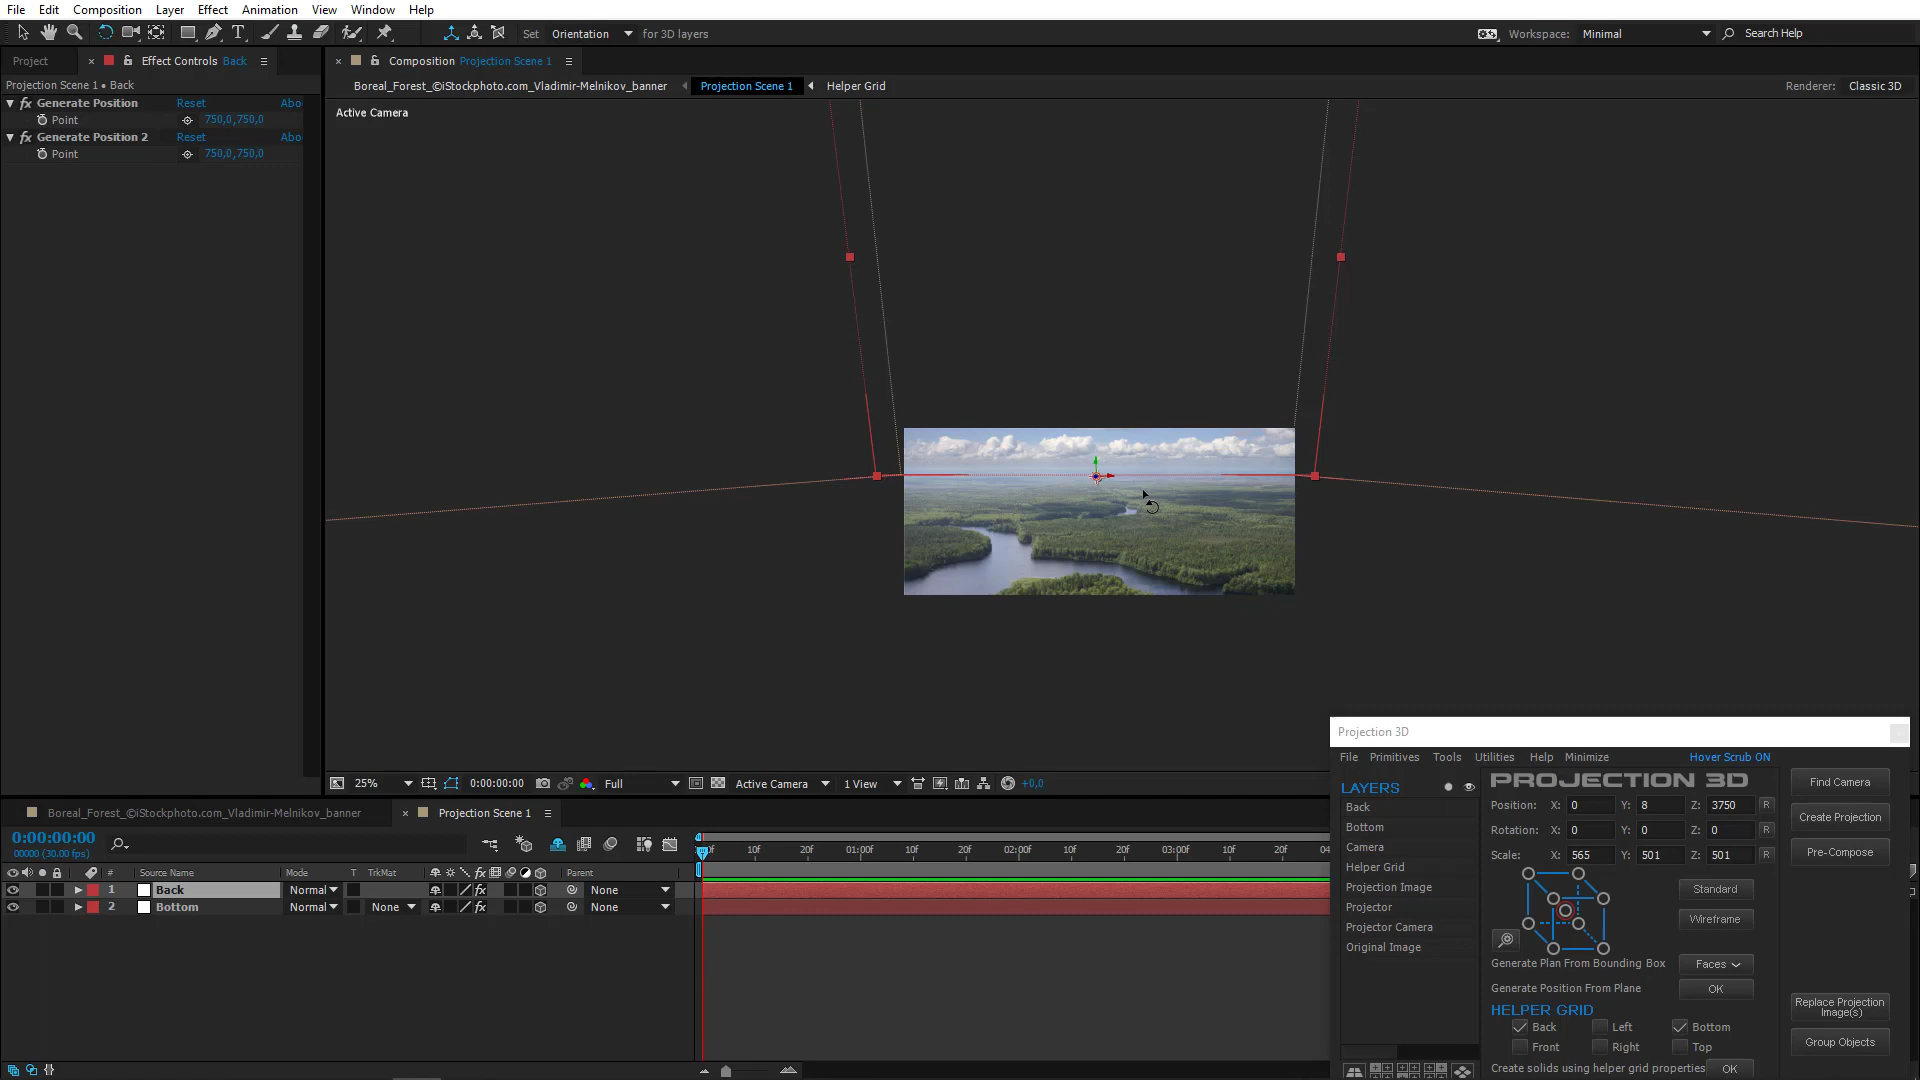 File Edit Composition Layer Effect Animation View Window Help
Set Orientation for 3D layers Workspace: Minimal Search Help
Project Effect Controls Back Composition Projection Scene 1
Projection Scene 1 • Back Boreal_Forest_©iStockphoto.com_Vladimir-Melnikov_banner Projection Scene 1 Helper Grid Renderer: Classic 3D
fx Generate Position Reset Abo
Active Camera
Point 750,0,750,0
fx Generate Position 2 Reset Abo
Point 750,0,750,0
25% 0:00:00:00 Full Active Camera 1 View +0,0
Boreal_Forest_©iStockphoto.com_Vladimir-Melnikov_banner Projection Scene 1
0:00:00:00
00000 (30.00 fps)
0f 10f 20f 01:00f 10f 20f 02:00f 10f 20f 03:00f 10f 20f 04
# Source Name Mode T TrkMat fx Parent
1 Back Normal fx None
2 Bottom Normal None fx None
Projection 3D
File Primitives Tools Utilities Help Minimize Hover Scrub ON
LAYERS
Back
Bottom
Camera
Helper Grid
Projection Image
Projector
Projector Camera
Original Image
PROJECTION 3D
Position: X: 0 Y: 8 Z: 3750 R
Rotation: X: 0 Y: 0 Z: 0 R
Scale: X: 565 Y: 501 Z: 501 R
Standard
Wireframe
Generate Plan From Bounding Box Faces
Generate Position From Plane OK
HELPER GRID
Back Left Bottom
Front Right Top
Create solids using helper grid properties OK
Find Camera
Create Projection
Pre-Compose
Replace Projection
Image(s)
Group Objects